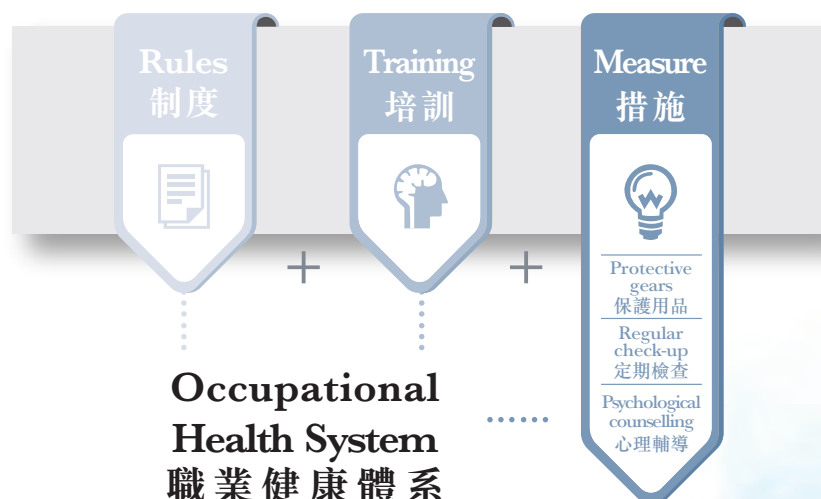 Rules
制度
Training
培訓
Measure
措施
+
+
Protective
gears
保護用品
Regular
check-up
定期檢查
Psychological
counselling
心理輔導
Occupational
Health System
職業健康體系